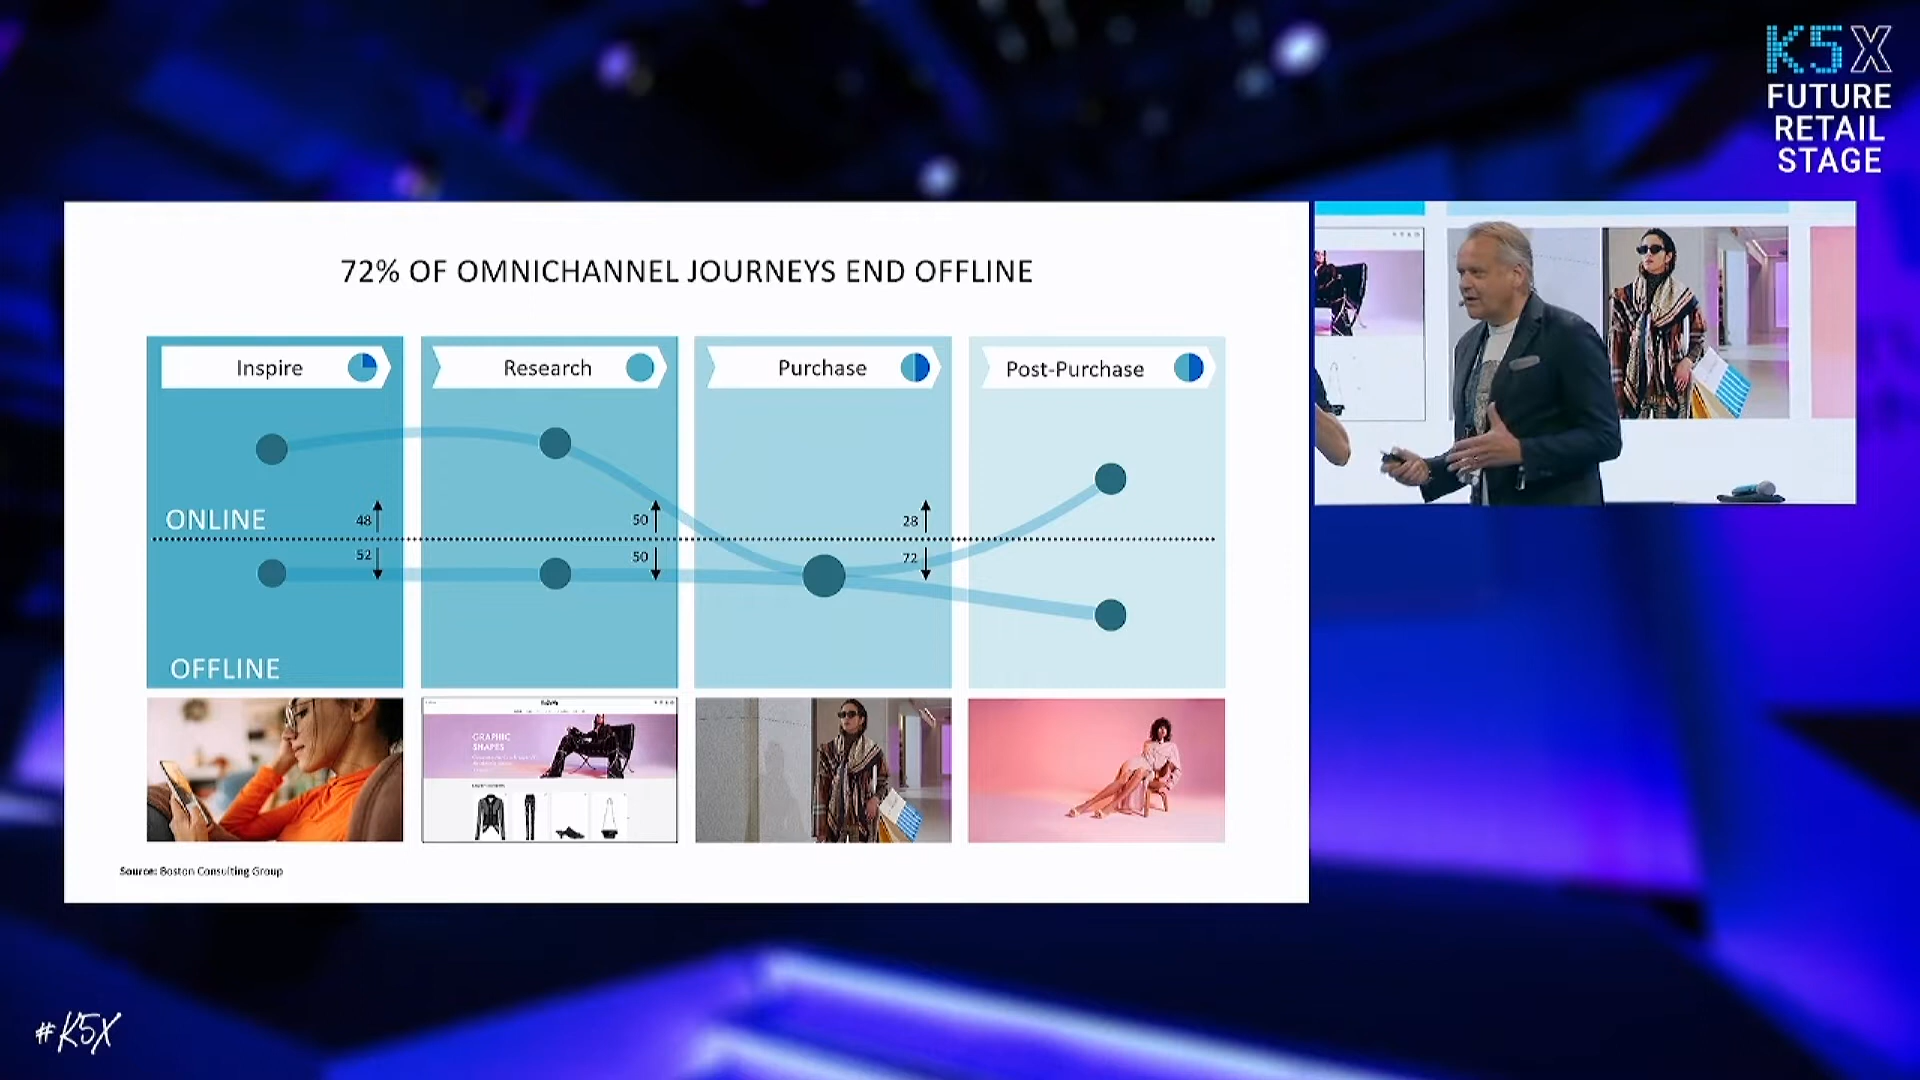 K5X
FUTURE
RETAIL
STAGE
72% OF OMNICHANNEL JOURNEYS END OFFLINE
Inspire
Research
Purchase
Post-Purchase
ONLINE
48
50
28
52
50
72
OFFLINE
GRAPHIC
SHAPES
Source: Boston Consulting Group
#K5X